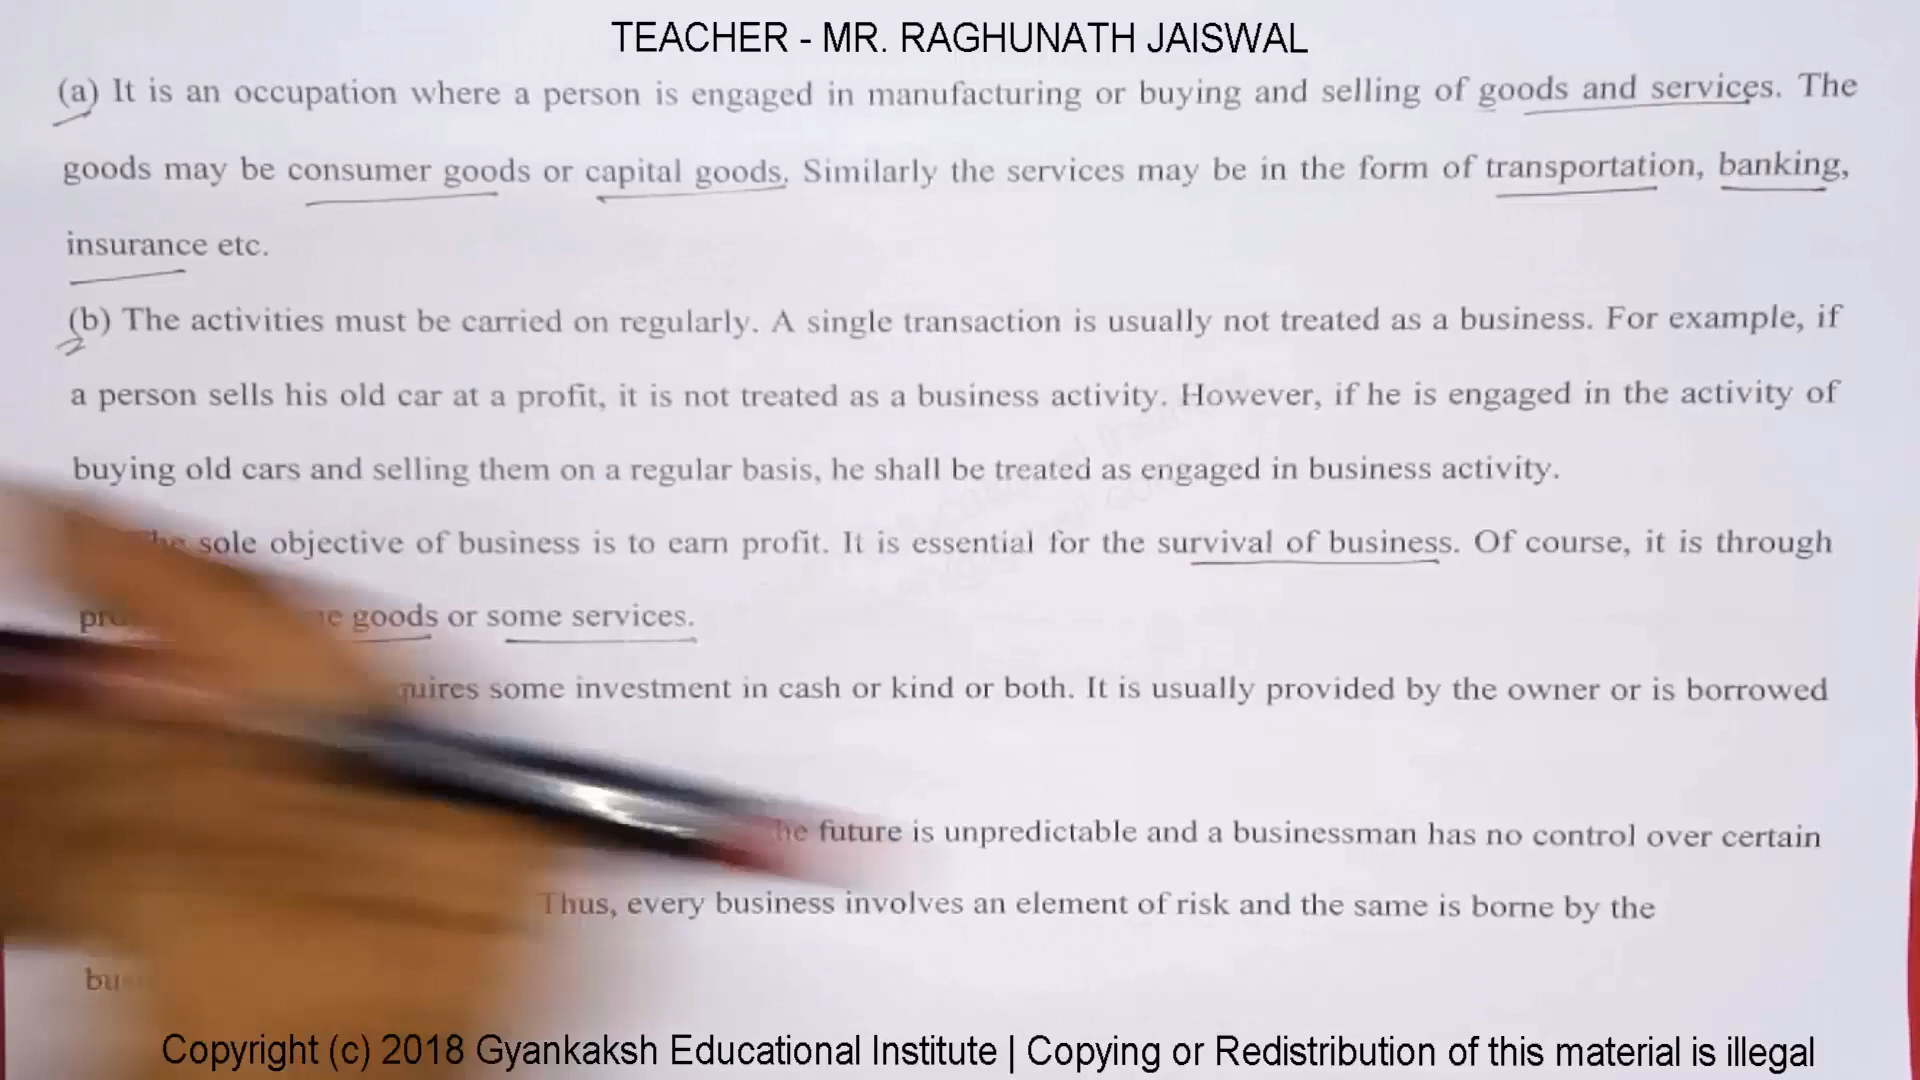 TEACHER - MR. RAGHUNATH JAISWAL
(a) It is an occupation where a person is engaged in manufacturing or buying and selling of goods and services. The
goods may be consumer goods or capital goods. Similarly the services may be in the form of transportation, banking,
insurance etc.
(b) The activities must be carried on regularly. A single transaction is usually not treated as a business. For example, if
a person sells his old car at a profit, it is not treated as a business activity. However, if he is engaged in the activity of
buying old cars and selling them on a regular basis, he shall be treated as engaged in business activity.
sole objective of business is to earn profit. It is essential for the survival of business. Of course, it is through
goods or some services.
some investment in cash or kind or both. It is usually provided by the owner or is borrowed
future is unpredictable and a businessman has no control over certain
Thus, every business involves an element of risk and the same is borne by the
Copyright (c) 2018 Gyankaksh Educational Institute | Copying or Redistribution of this material is illegal